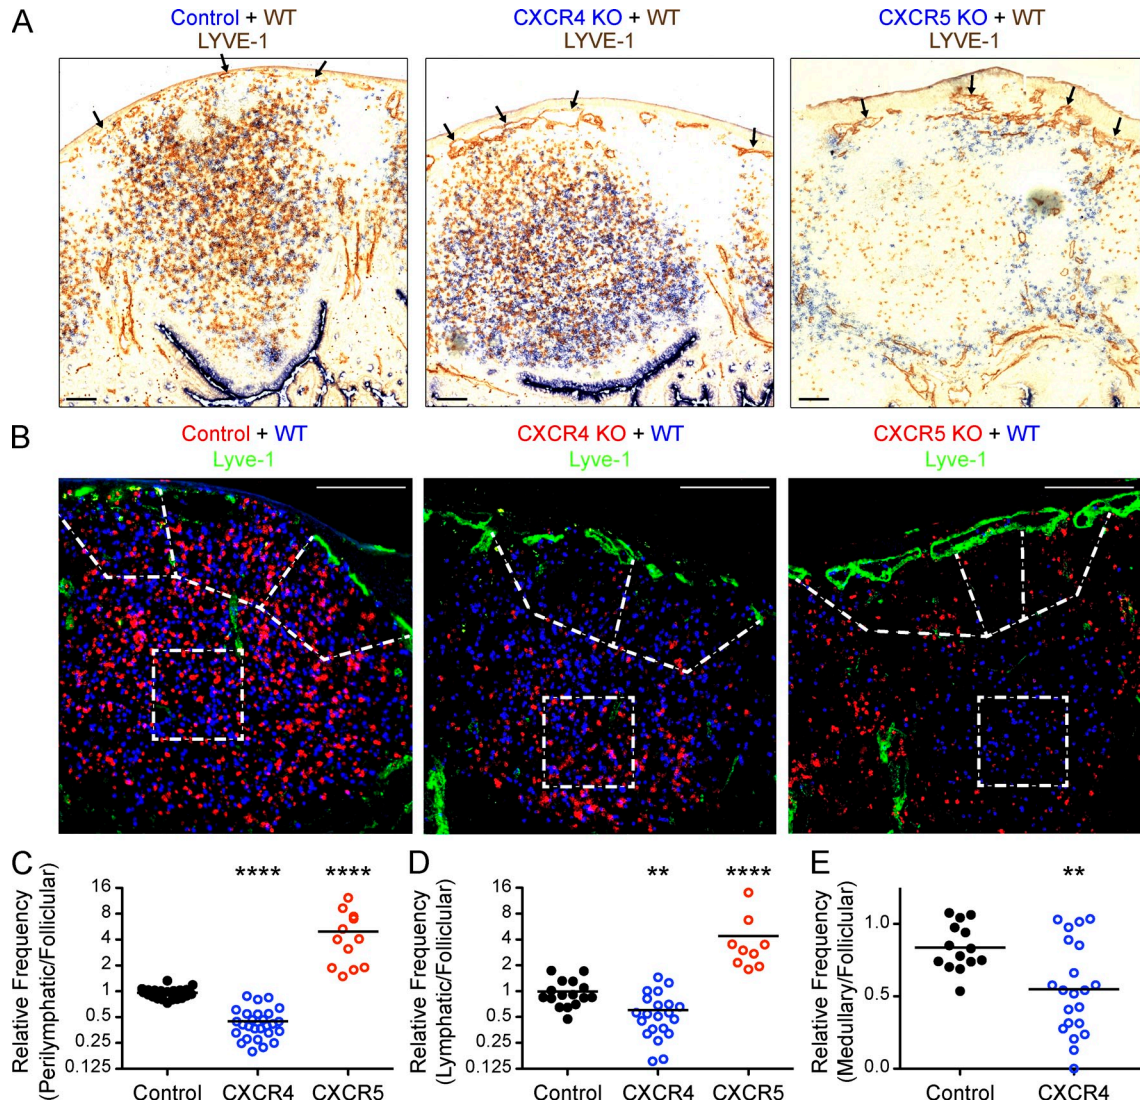 A
Control + WT
LYVE-1
CXCR4 KO + WT
LYVE-1
CXCR5 KO + WT
LYVE-1
B
Control + WT
Lyve-1
CXCR4 KO + WT
Lyve-1
CXCR5 KO + WT
Lyve-1
C
Relative Frequency
(Perilymphatic/Follicular)
16
8
4
2
1
0.5
0.25
0.125
****
****
Control
CXCR4
CXCR5
D
Relative Frequency
(Lymphatic/Follicular)
16
8
4
2
1
0.5
0.25
0.125
**
****
Control
CXCR4
CXCR5
E
Relative Frequency
(Medullary/Follicular)
1.0
0.5
0.0
**
Control
CXCR4